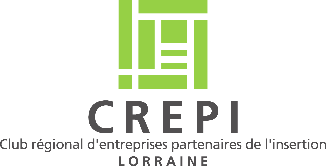 CREPI
Club régional d'entreprises partenaires de l'insertion
LORRAINE